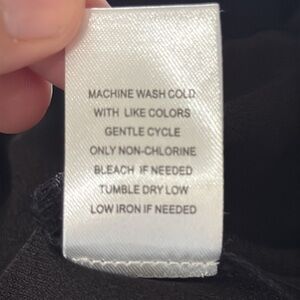 MACHINE WASH COLD
WITH LIKE COLORS
GENTLE CYCLE
ONLY NON-CHLORINE
BLEACH IF NEEDED
TUMBLE DRY LOW
LOW IRON IF NEEDED